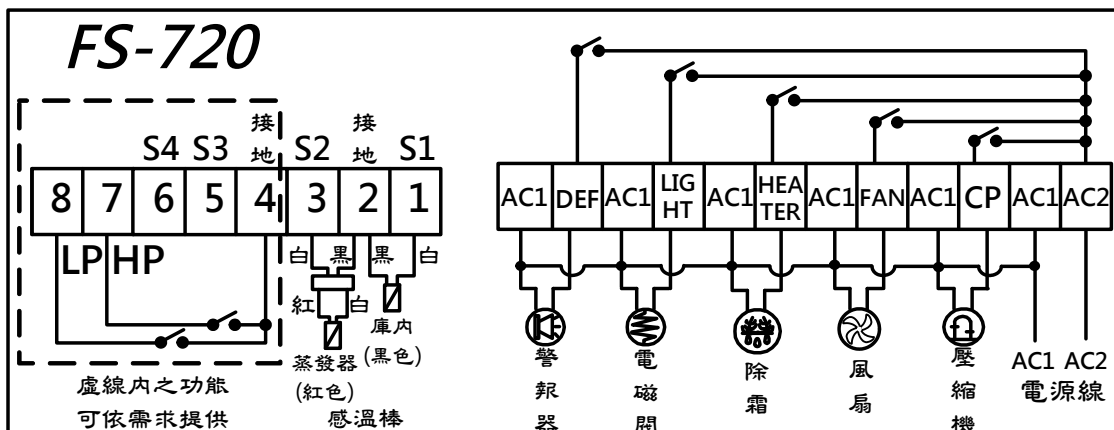 FS-720
接地 接地
S4 S3 S2 S1
8 7 6 5 4 3 2 1
LP HP
白 黑 黑 白
紅 白
庫內
(黑色)
蒸發器
(紅色)
感溫棒
虛線內之功能
可依需求提供
AC1 DEF AC1 LIGHT AC1 HEATER AC1 FAN AC1 CP AC1 AC2
警報器
電磁閥
除霜
風扇
壓縮機
AC1 AC2
電源線